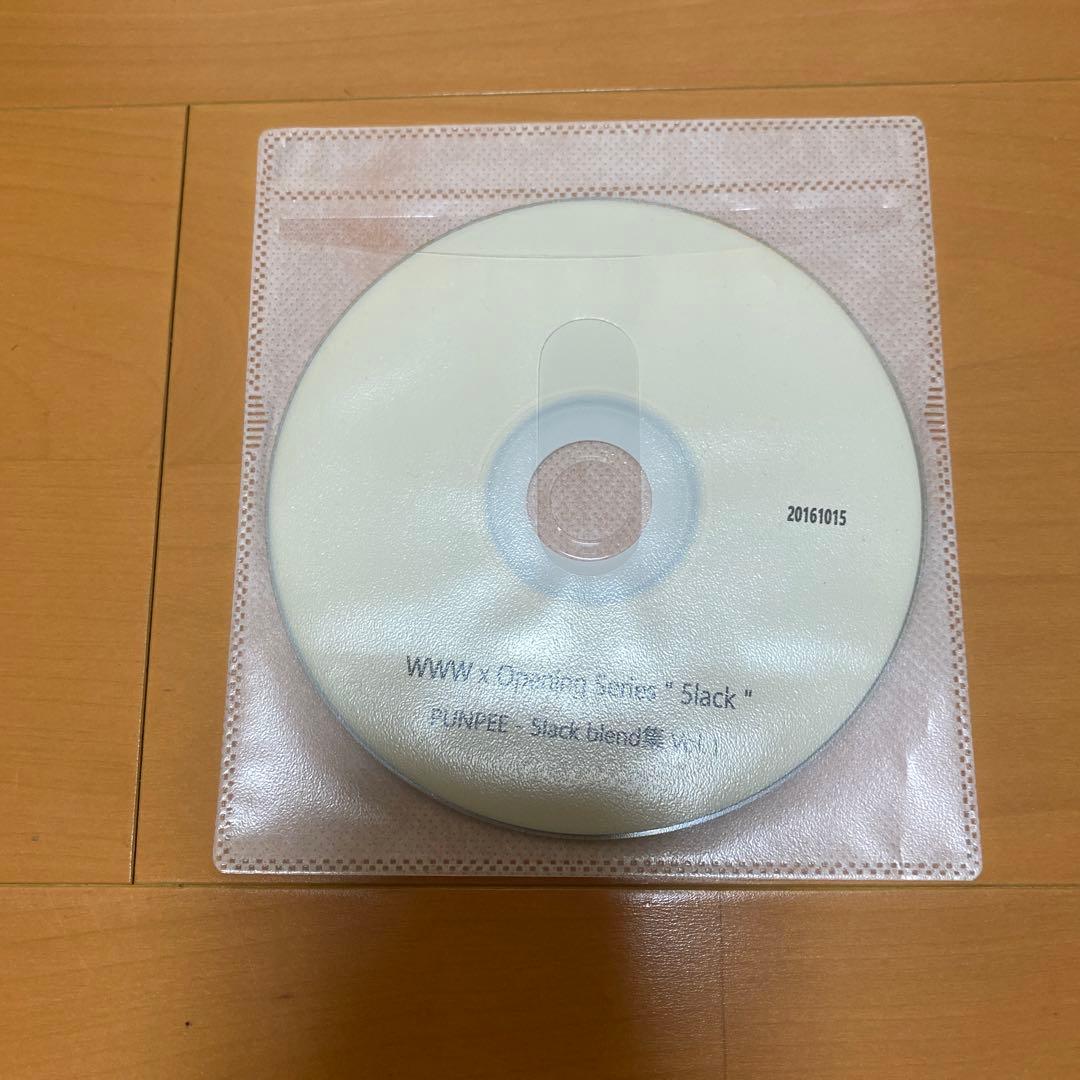 20161015
WWW x Opening Series " 5lack "
PUNPEE - 5lack blend集 Vol.1